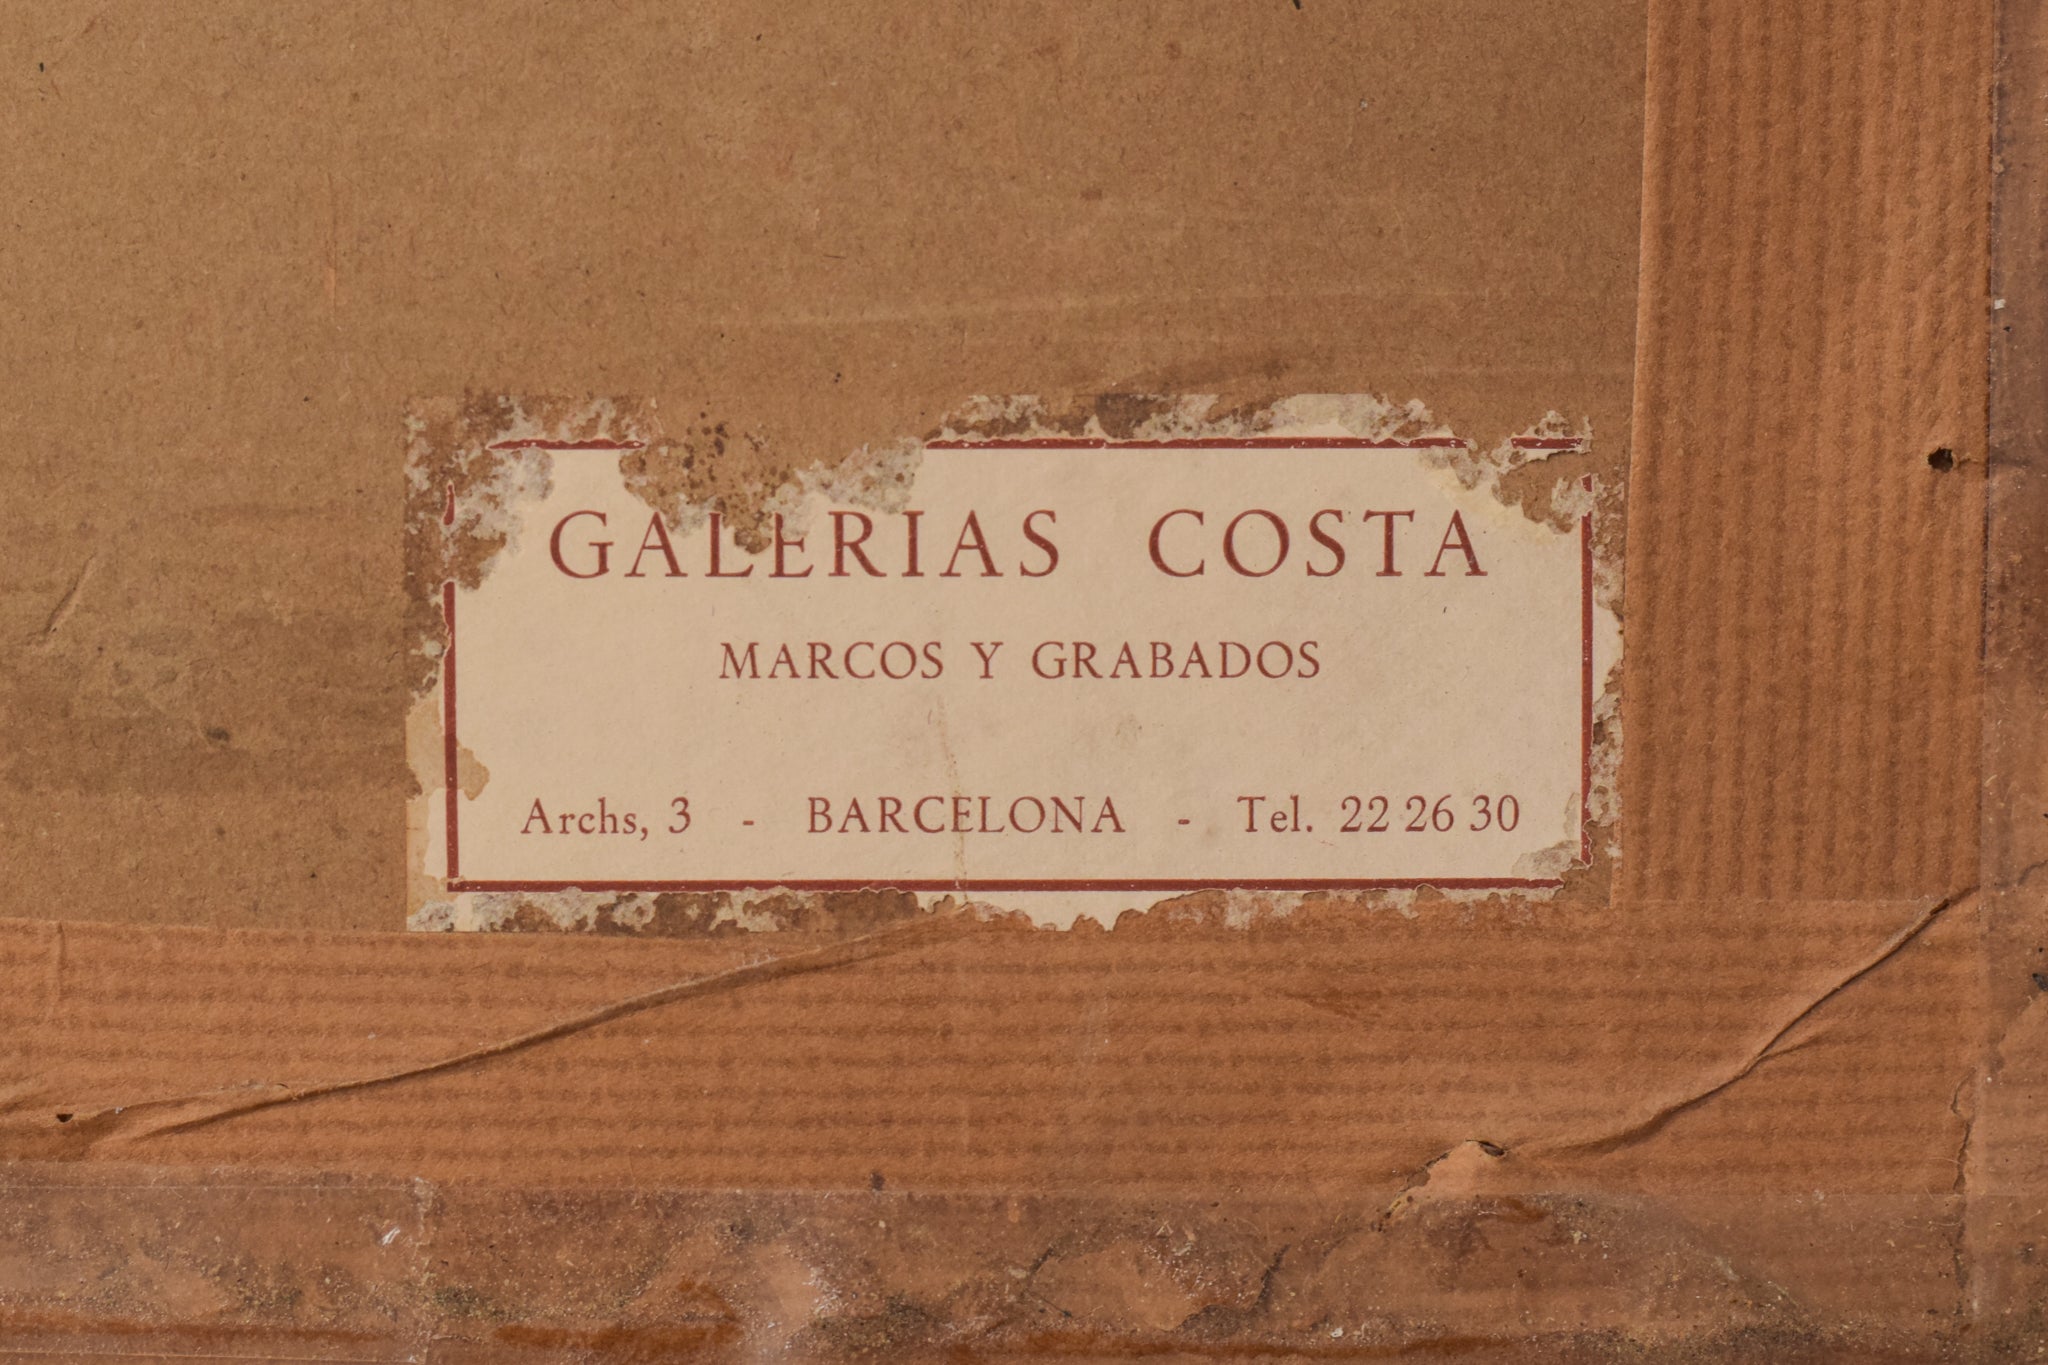 GALERIAS COSTA
MARCOS Y GRABADOS
Archs, 3 - BARCELONA - Tel. 22 26 30